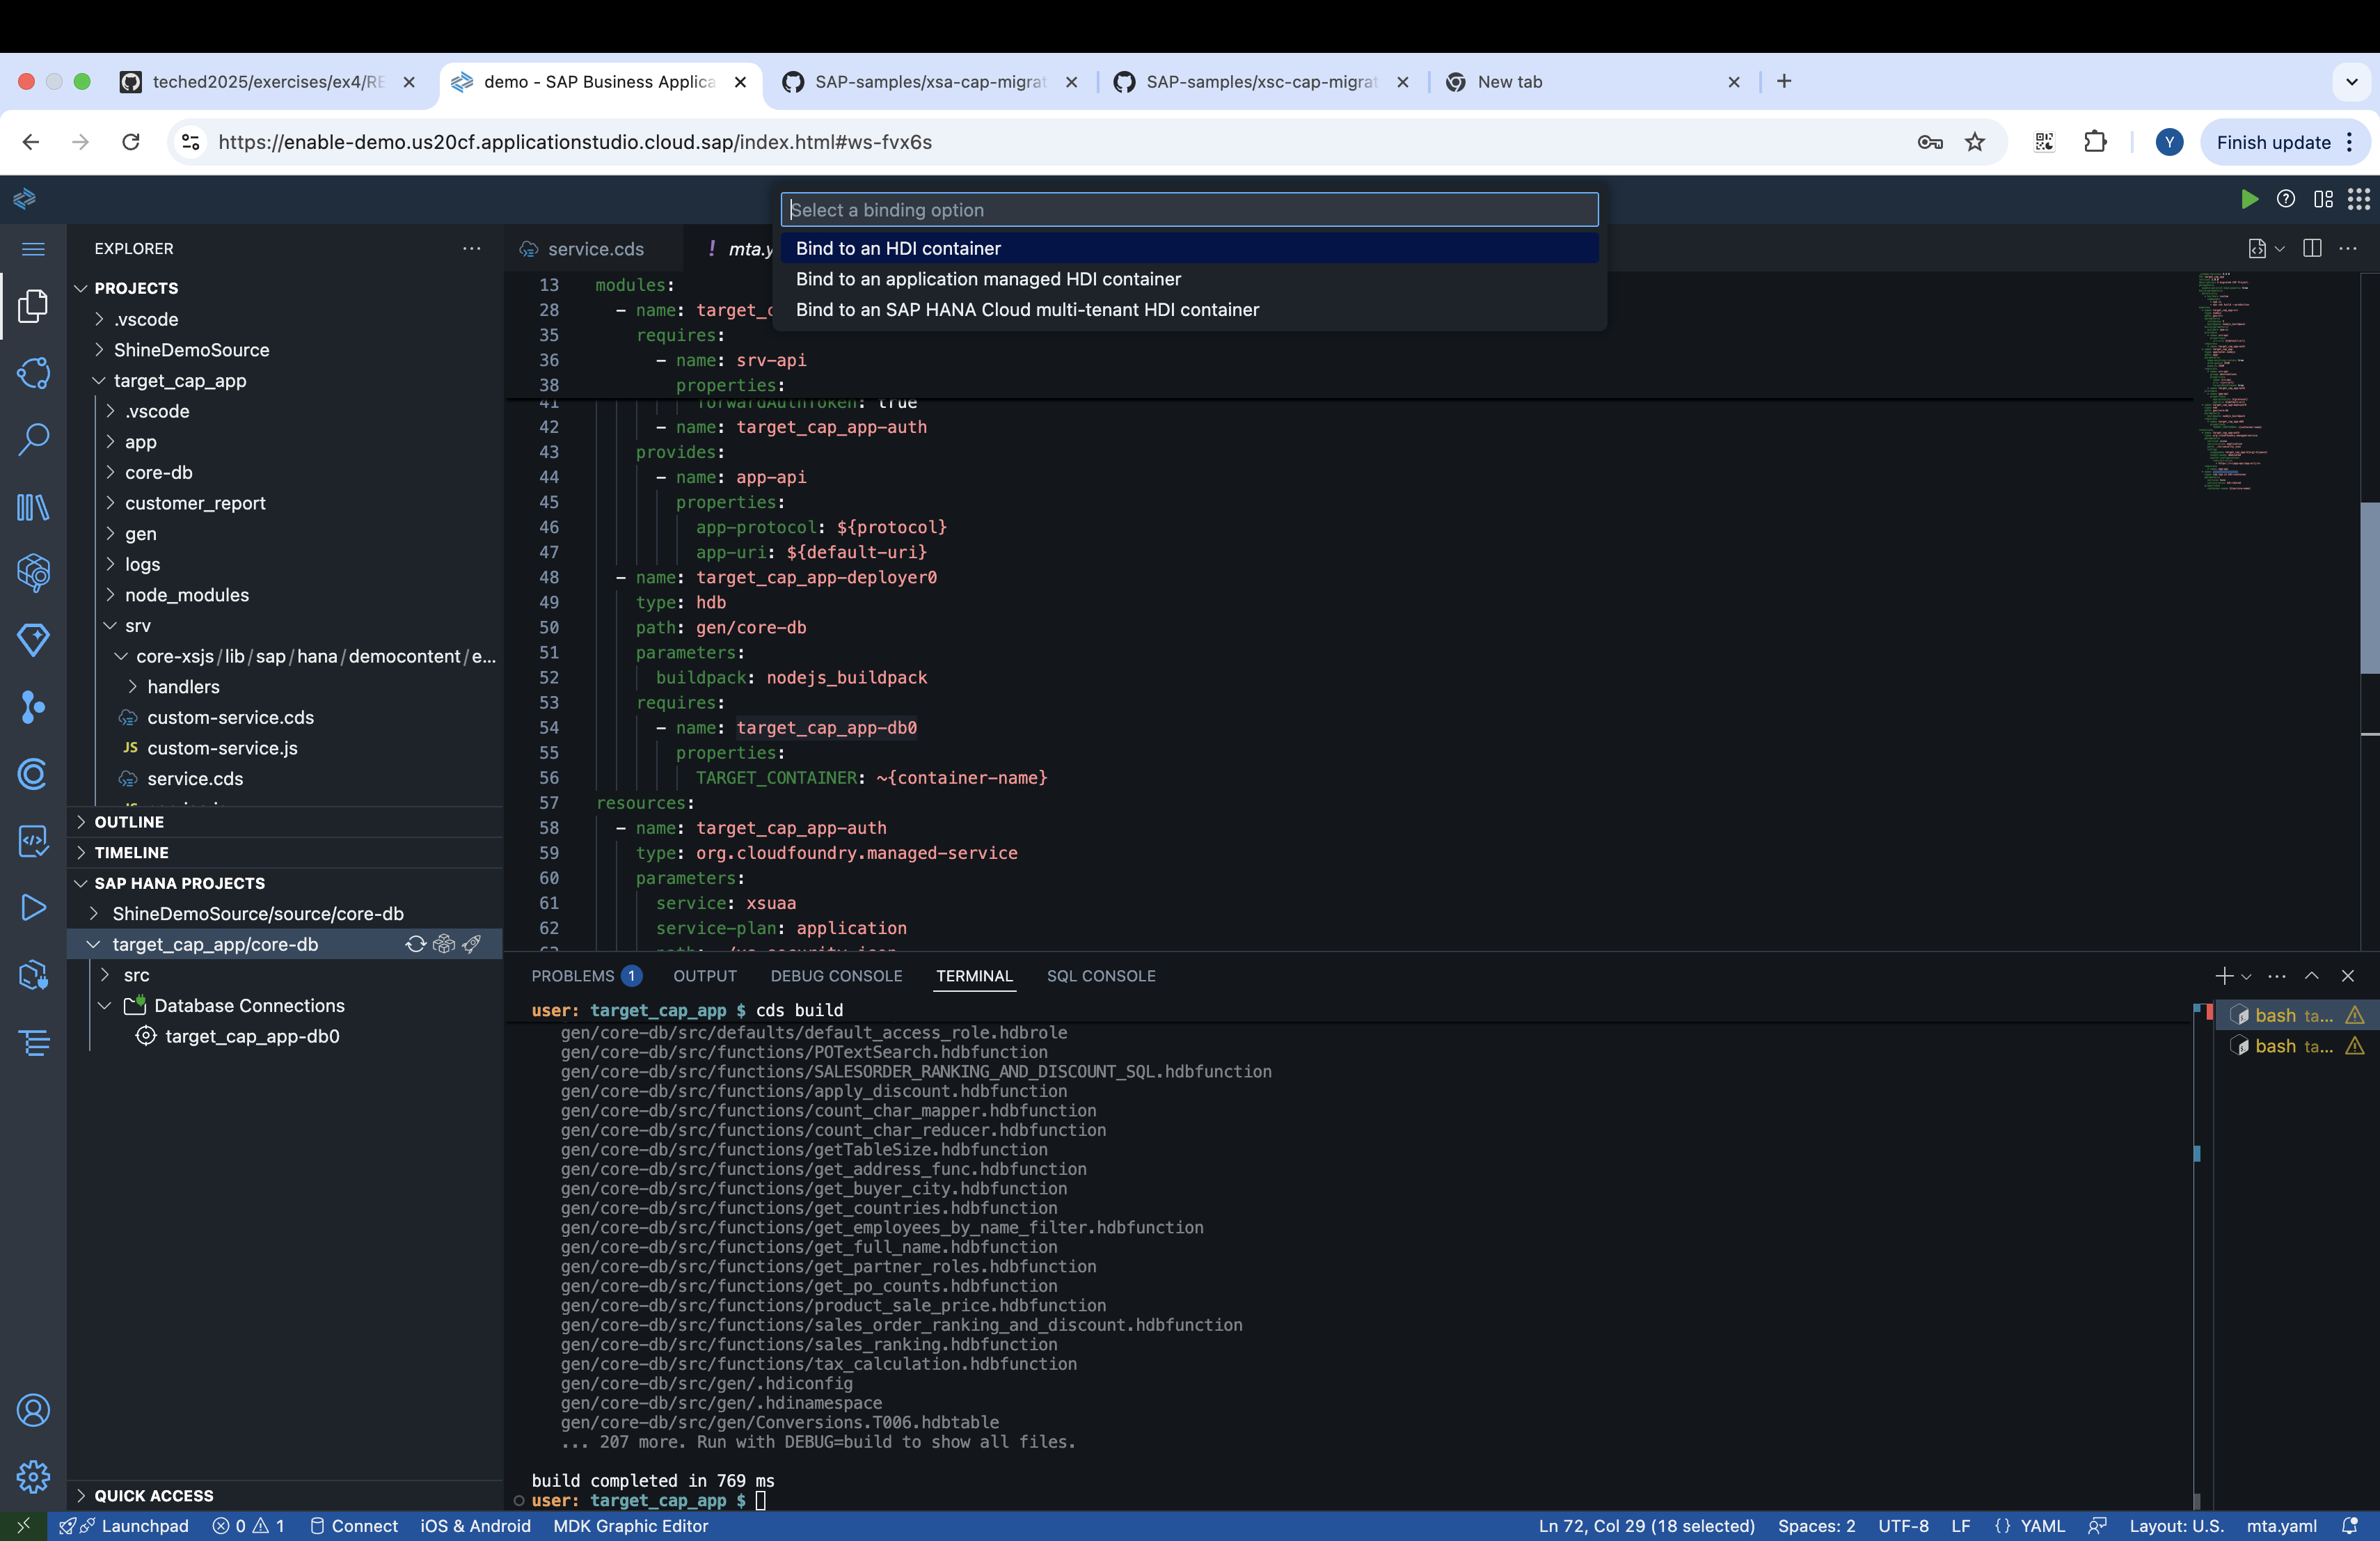 teched2025/exercises/ex4/RE
demo - SAP Business Applica
SAP-samples/xsa-cap-migrat
SAP-samples/xsc-cap-migrat
New tab
https://enable-demo.us20cf.applicationstudio.cloud.sap/index.html#ws-fvx6s
Y
Finish update
Select a binding option
Bind to an HDI container
Bind to an application managed HDI container
Bind to an SAP HANA Cloud multi-tenant HDI container
EXPLORER
PROJECTS
.vscode
ShineDemoSource
target_cap_app
.vscode
app
core-db
customer_report
gen
logs
node_modules
srv
core-xsjs/lib/sap/hana/democontent/e...
handlers
custom-service.cds
JS custom-service.js
service.cds
OUTLINE
TIMELINE
SAP HANA PROJECTS
ShineDemoSource/source/core-db
target_cap_app/core-db
src
Database Connections
target_cap_app-db0
QUICK ACCESS
service.cds
! mta.y
13 modules:
28 - name: target_c
35 requires:
36 - name: srv-api
38 properties:
41 forwardAuthToken: true
42 - name: target_cap_app-auth
43 provides:
44 - name: app-api
45 properties:
46 app-protocol: ${protocol}
47 app-uri: ${default-uri}
48 - name: target_cap_app-deployer0
49 type: hdb
50 path: gen/core-db
51 parameters:
52 buildpack: nodejs_buildpack
53 requires:
54 - name: target_cap_app-db0
55 properties:
56 TARGET_CONTAINER: ~{container-name}
57 resources:
58 - name: target_cap_app-auth
59 type: org.cloudfoundry.managed-service
60 parameters:
61 service: xsuaa
62 service-plan: application
PROBLEMS 1
OUTPUT
DEBUG CONSOLE
TERMINAL
SQL CONSOLE
user: target_cap_app $ cds build
gen/core-db/src/defaults/default_access_role.hdbrole
gen/core-db/src/functions/POTextSearch.hdbfunction
gen/core-db/src/functions/SALESORDER_RANKING_AND_DISCOUNT_SQL.hdbfunction
gen/core-db/src/functions/apply_discount.hdbfunction
gen/core-db/src/functions/count_char_mapper.hdbfunction
gen/core-db/src/functions/count_char_reducer.hdbfunction
gen/core-db/src/functions/getTableSize.hdbfunction
gen/core-db/src/functions/get_address_func.hdbfunction
gen/core-db/src/functions/get_buyer_city.hdbfunction
gen/core-db/src/functions/get_countries.hdbfunction
gen/core-db/src/functions/get_employees_by_name_filter.hdbfunction
gen/core-db/src/functions/get_full_name.hdbfunction
gen/core-db/src/functions/get_partner_roles.hdbfunction
gen/core-db/src/functions/get_po_counts.hdbfunction
gen/core-db/src/functions/product_sale_price.hdbfunction
gen/core-db/src/functions/sales_order_ranking_and_discount.hdbfunction
gen/core-db/src/functions/sales_ranking.hdbfunction
gen/core-db/src/functions/tax_calculation.hdbfunction
gen/core-db/src/gen/.hdiconfig
gen/core-db/src/gen/.hdinamespace
gen/core-db/src/gen/Conversions.T006.hdbtable
... 207 more. Run with DEBUG=build to show all files.
build completed in 769 ms
user: target_cap_app $
bash ta...
bash ta...
Launchpad
0
1
Connect
iOS & Android
MDK Graphic Editor
Ln 72, Col 29 (18 selected)
Spaces: 2
UTF-8
LF
{} YAML
Layout: U.S.
mta.yaml